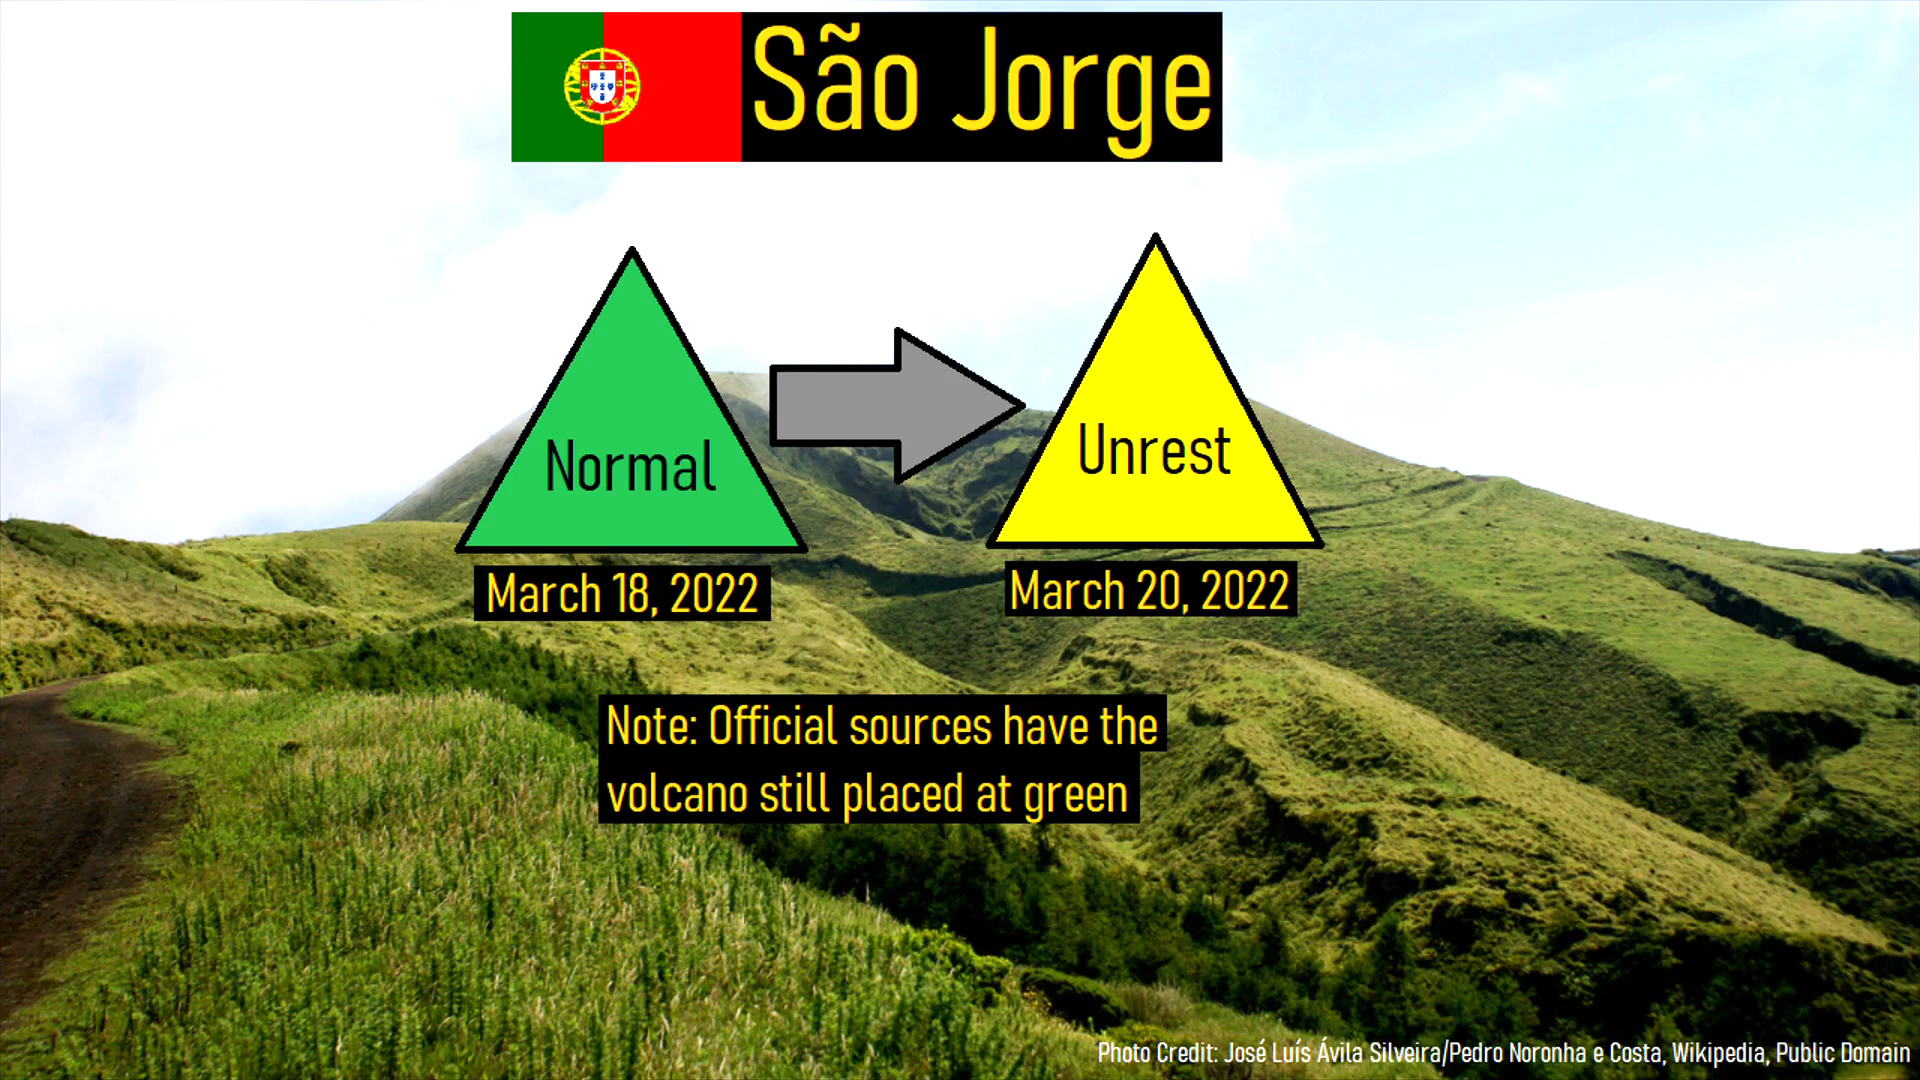 São Jorge
Normal
Unrest
March 18, 2022
March 20, 2022
Note: Official sources have the
volcano still placed at green
Photo Credit: José Luís Ávila Silveira/Pedro Noronha e Costa, Wikipedia, Public Domain